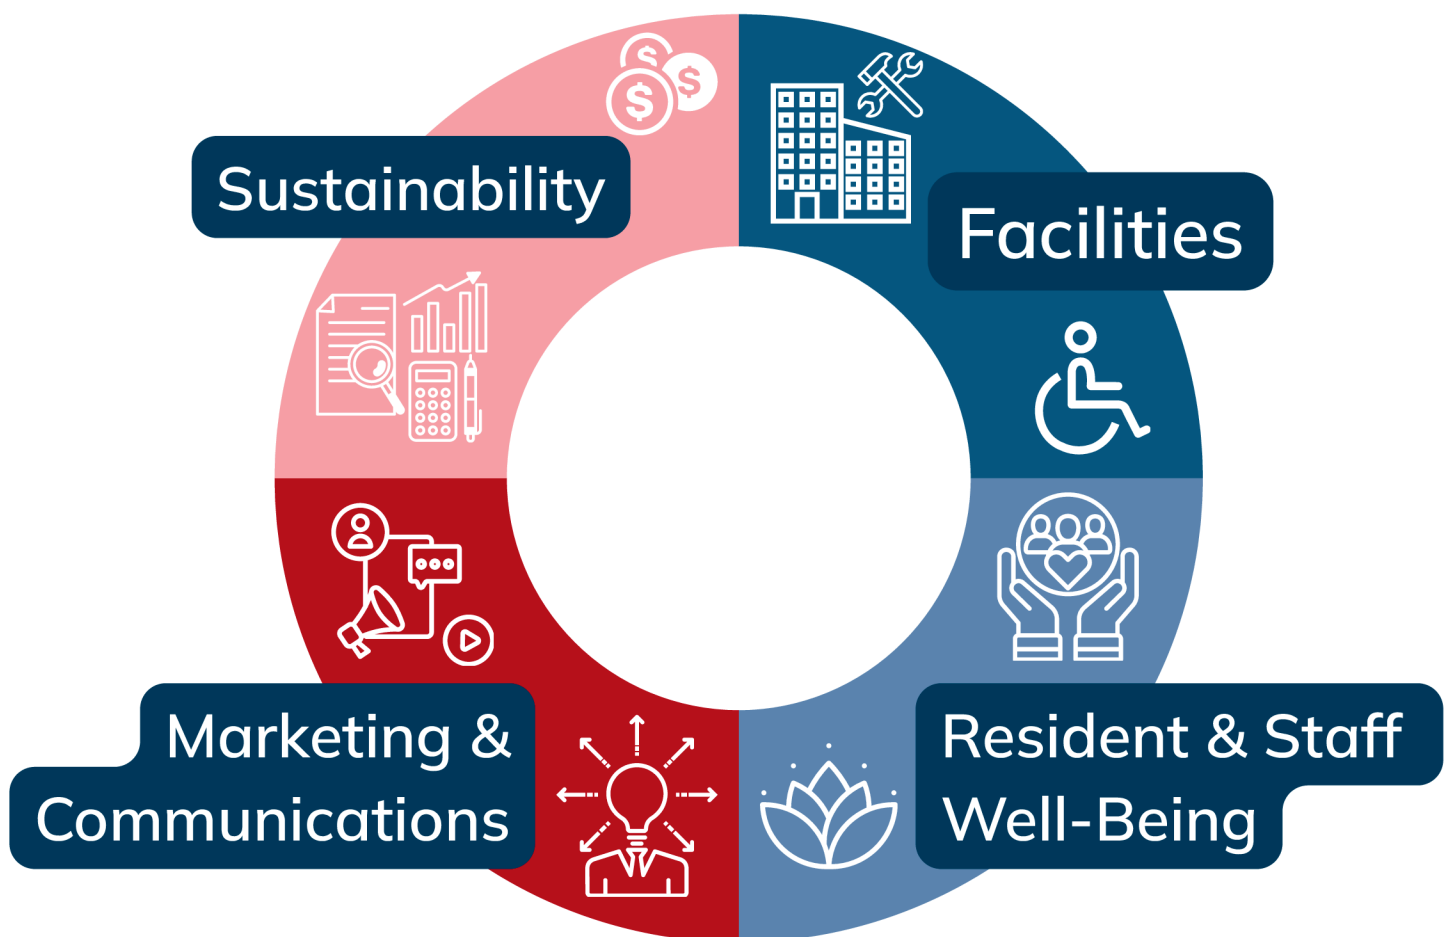 Sustainability
Facilities
Marketing &
Communications
Resident & Staff
Well-Being